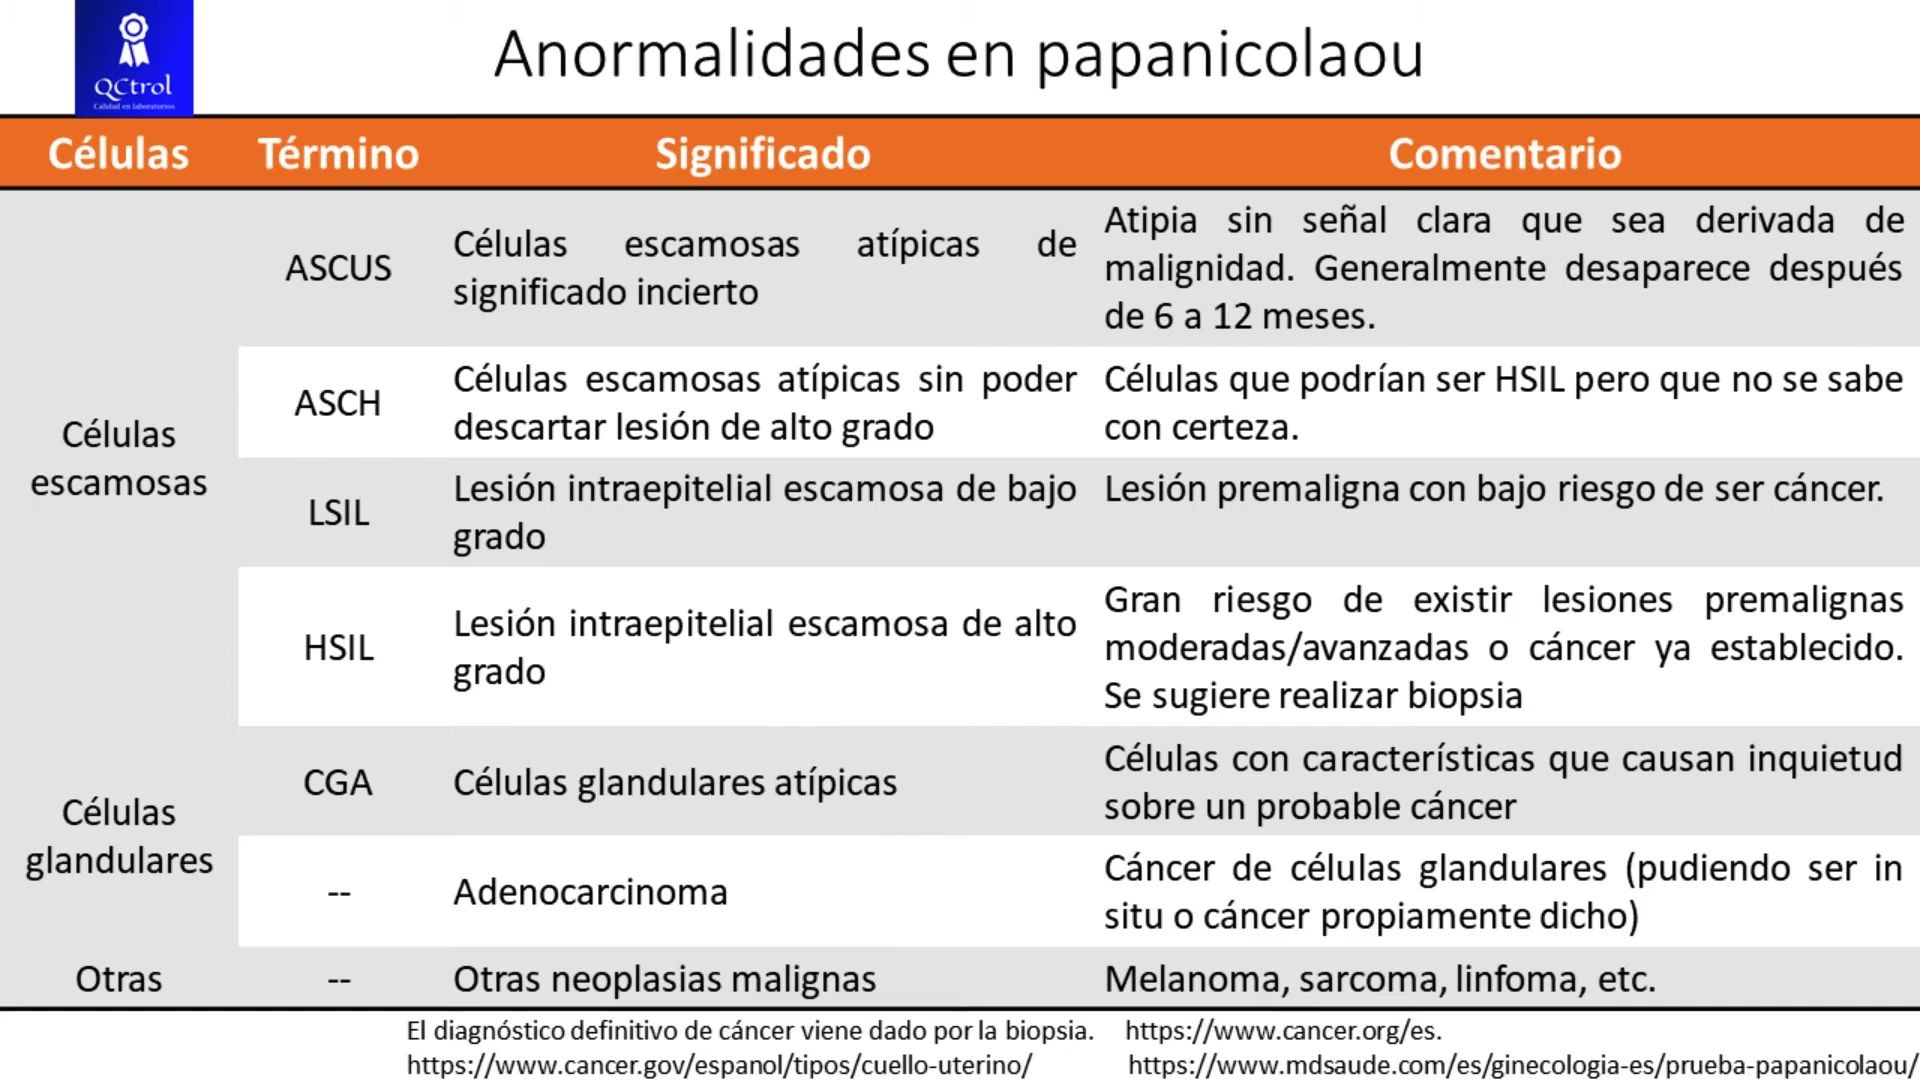 QCtrol
Calidad en laboratorios
Anormalidades en papanicolaou
Células Término Significado Comentario
Células escamosas
ASCUS
Células escamosas atípicas de
significado incierto
Atipia sin señal clara que sea derivada de
malignidad. Generalmente desaparece después
de 6 a 12 meses.
ASCH
Células escamosas atípicas sin poder
descartar lesión de alto grado
Células que podrían ser HSIL pero que no se sabe
con certeza.
LSIL
Lesión intraepitelial escamosa de bajo
grado
Lesión premaligna con bajo riesgo de ser cáncer.
HSIL
Lesión intraepitelial escamosa de alto
grado
Gran riesgo de existir lesiones premalignas
moderadas/avanzadas o cáncer ya establecido.
Se sugiere realizar biopsia
Células
glandulares
CGA
Células glandulares atípicas
Células con características que causan inquietud
sobre un probable cáncer
--
Adenocarcinoma
Cáncer de células glandulares (pudiendo ser in
situ o cáncer propiamente dicho)
Otras
--
Otras neoplasias malignas
Melanoma, sarcoma, linfoma, etc.
El diagnóstico definitivo de cáncer viene dado por la biopsia. https://www.cancer.org/es.
https://www.cancer.gov/espanol/tipos/cuello-uterino/ https://www.mdsaude.com/es/ginecologia-es/prueba-papanicolaou/